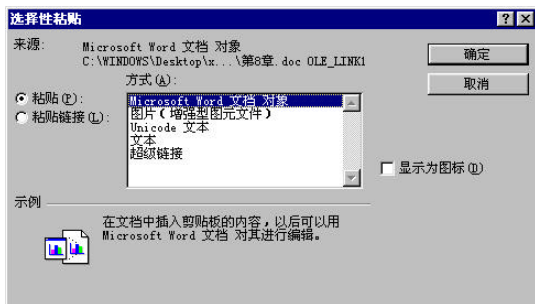 选择性粘贴
来源: Microsoft Word 文档 对象
C:\WINDOWS\Desktop\x...\第8章.doc OLE_LINK1
确定
取消
方式(A):
粘贴(P):
粘贴链接(L):
Microsoft Word 文档 对象
图片(增强型图元文件)
Unicode 文本
文本
超级链接
显示为图标(D)
示例
在文档中插入剪贴板的内容，以后可以用
Microsoft Word 文档 对其进行编辑。